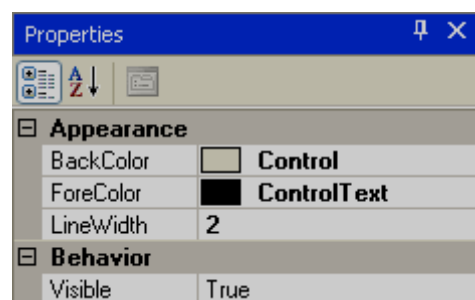 Properties
A
Z
Appearance
BackColor Control
ForeColor ControlText
LineWidth 2
Behavior
Visible True